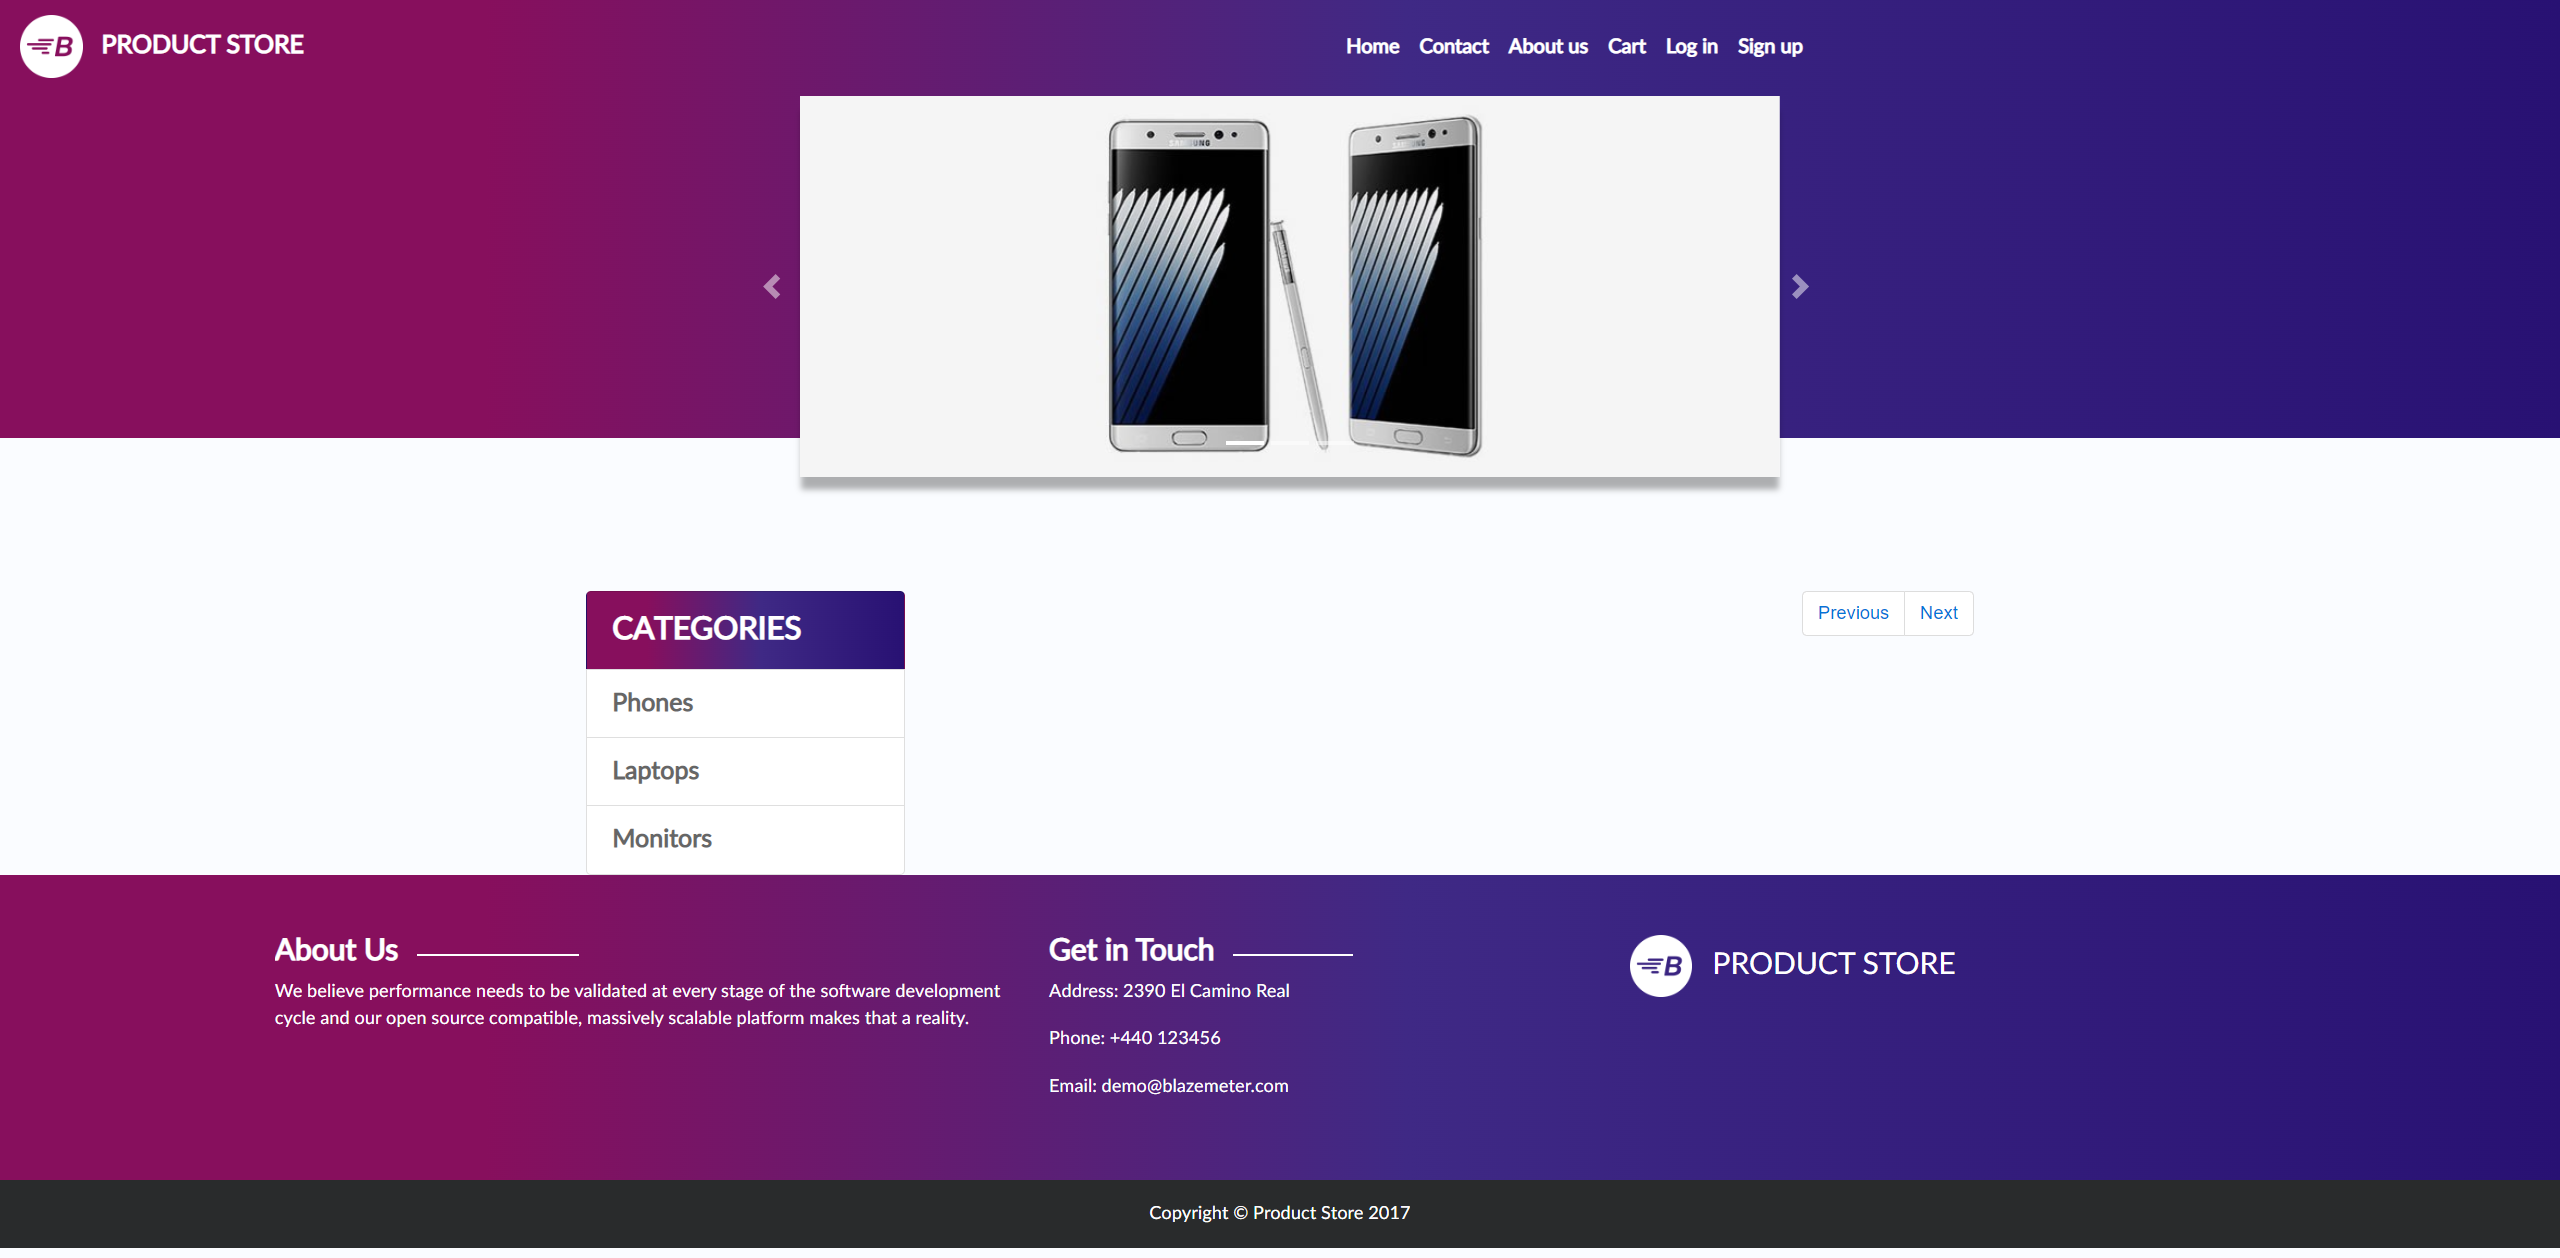 B PRODUCT STORE
Home Contact About us Cart Log in Sign up
SAMSUNG SAMSUNG
CATEGORIES
Previous Next
Phones
Laptops
Monitors
About Us
We believe performance needs to be validated at every stage of the software development
cycle and our open source compatible, massively scalable platform makes that a reality.
Get in Touch
Address: 2390 El Camino Real
Phone: +440 123456
Email: demo@blazemeter.com
B PRODUCT STORE
Copyright © Product Store 2017